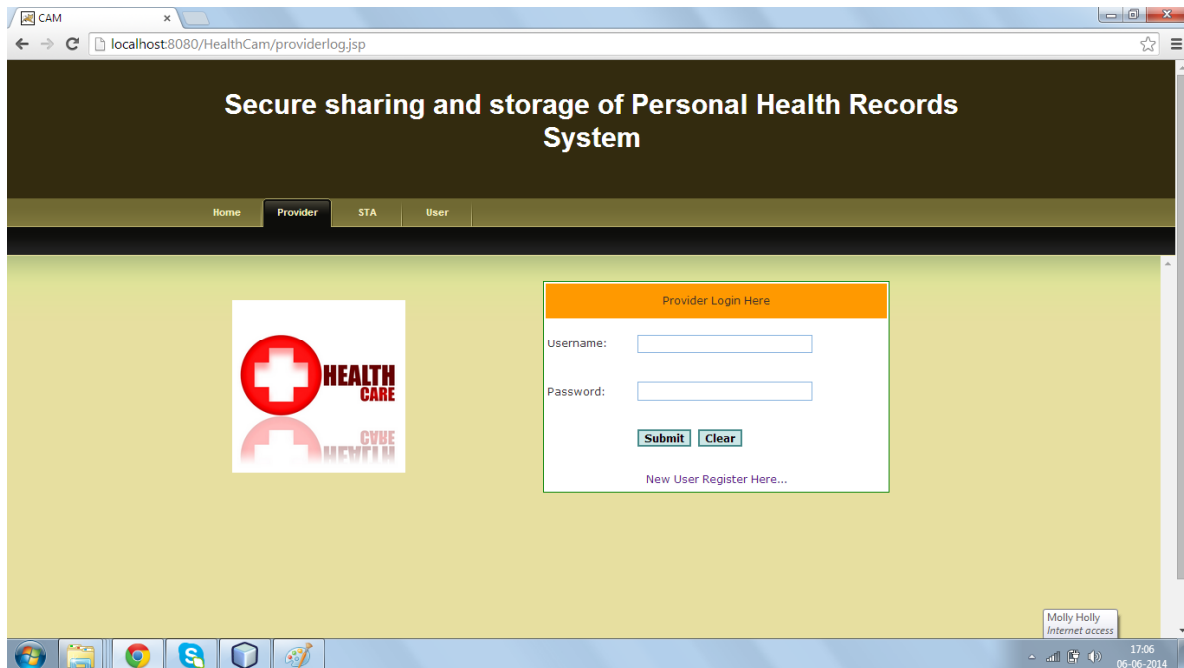 CAM
localhost:8080/HealthCam/providerlog.jsp
Secure sharing and storage of Personal Health Records
System
Home
Provider
STA
User
HEALTH
CARE
Provider Login Here
Username:
Password:
Submit
Clear
New User Register Here...
Molly Holly
Internet access
17:06
06-06-2014